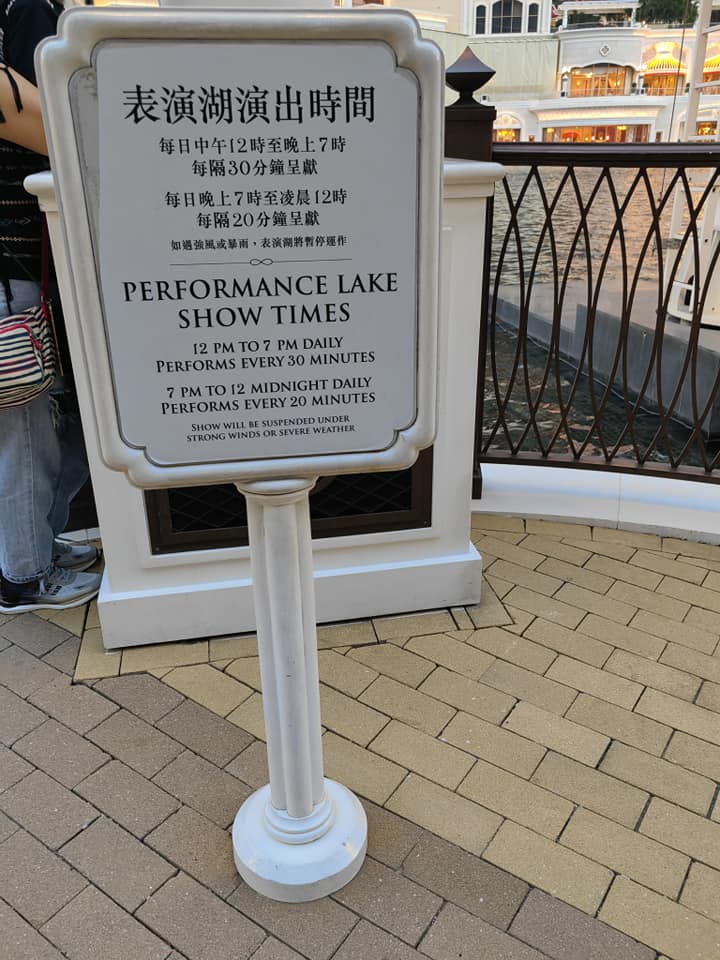 表演湖演出時間
每日中午12時至晚上7時
每隔30分鐘呈獻
每日晚上7時至凌晨12時
每隔20分鐘呈獻
如遇強風或暴雨，表演湖將暫停運作
PERFORMANCE LAKE
SHOW TIMES
12 PM TO 7 PM DAILY
PERFORMS EVERY 30 MINUTES
7 PM TO 12 MIDNIGHT DAILY
PERFORMS EVERY 20 MINUTES
SHOW WILL BE SUSPENDED UNDER
STRONG WINDS OR SEVERE WEATHER